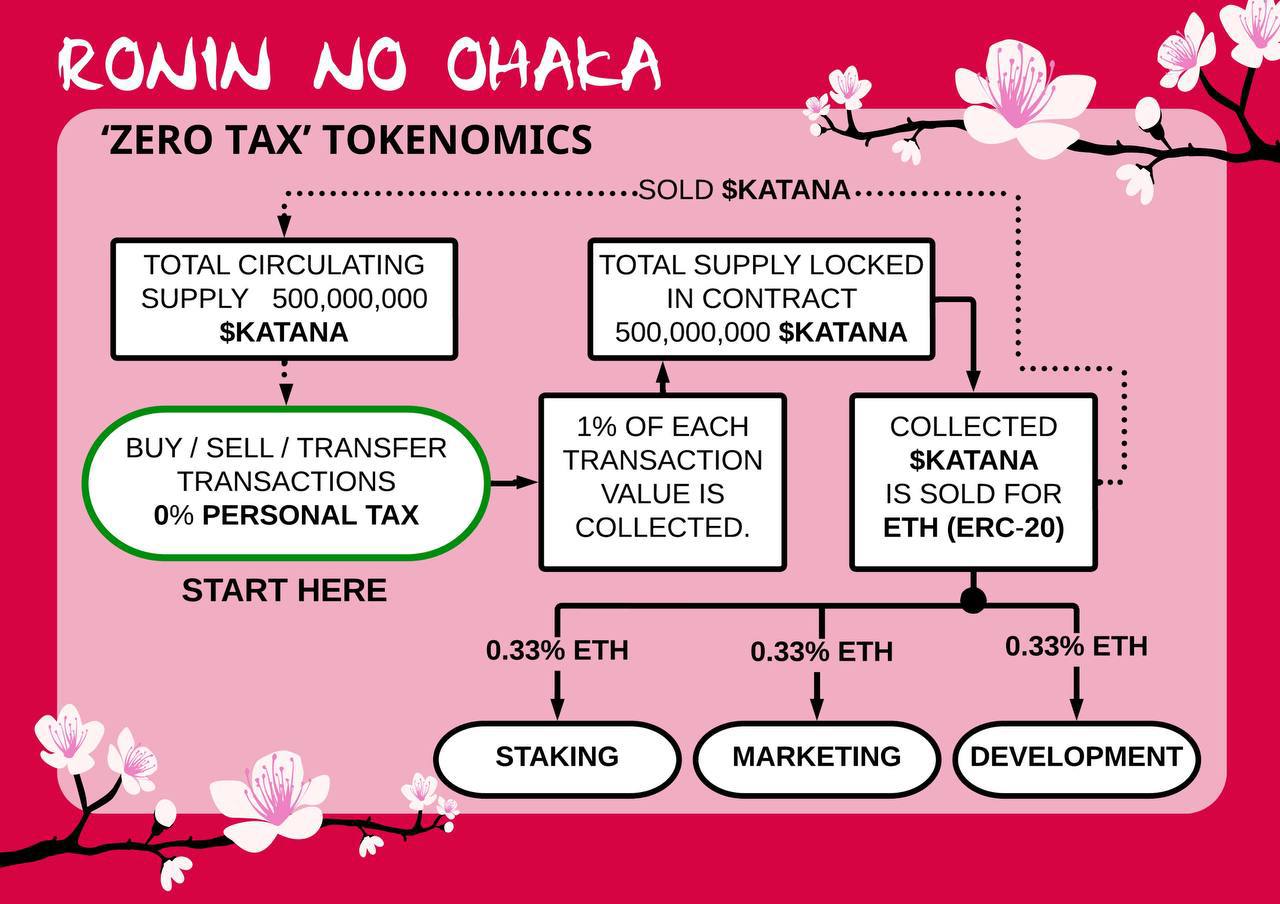 RONIN NO OHAKA
‘ZERO TAX’ TOKENOMICS
SOLD $KATANA
TOTAL CIRCULATING
SUPPLY 500,000,000
$KATANA
TOTAL SUPPLY LOCKED
IN CONTRACT
500,000,000 $KATANA
BUY / SELL / TRANSFER
TRANSACTIONS
0% PERSONAL TAX
START HERE
1% OF EACH
TRANSACTION
VALUE IS
COLLECTED.
COLLECTED
$KATANA
IS SOLD FOR
ETH (ERC-20)
0.33% ETH
0.33% ETH
0.33% ETH
STAKING
MARKETING
DEVELOPMENT